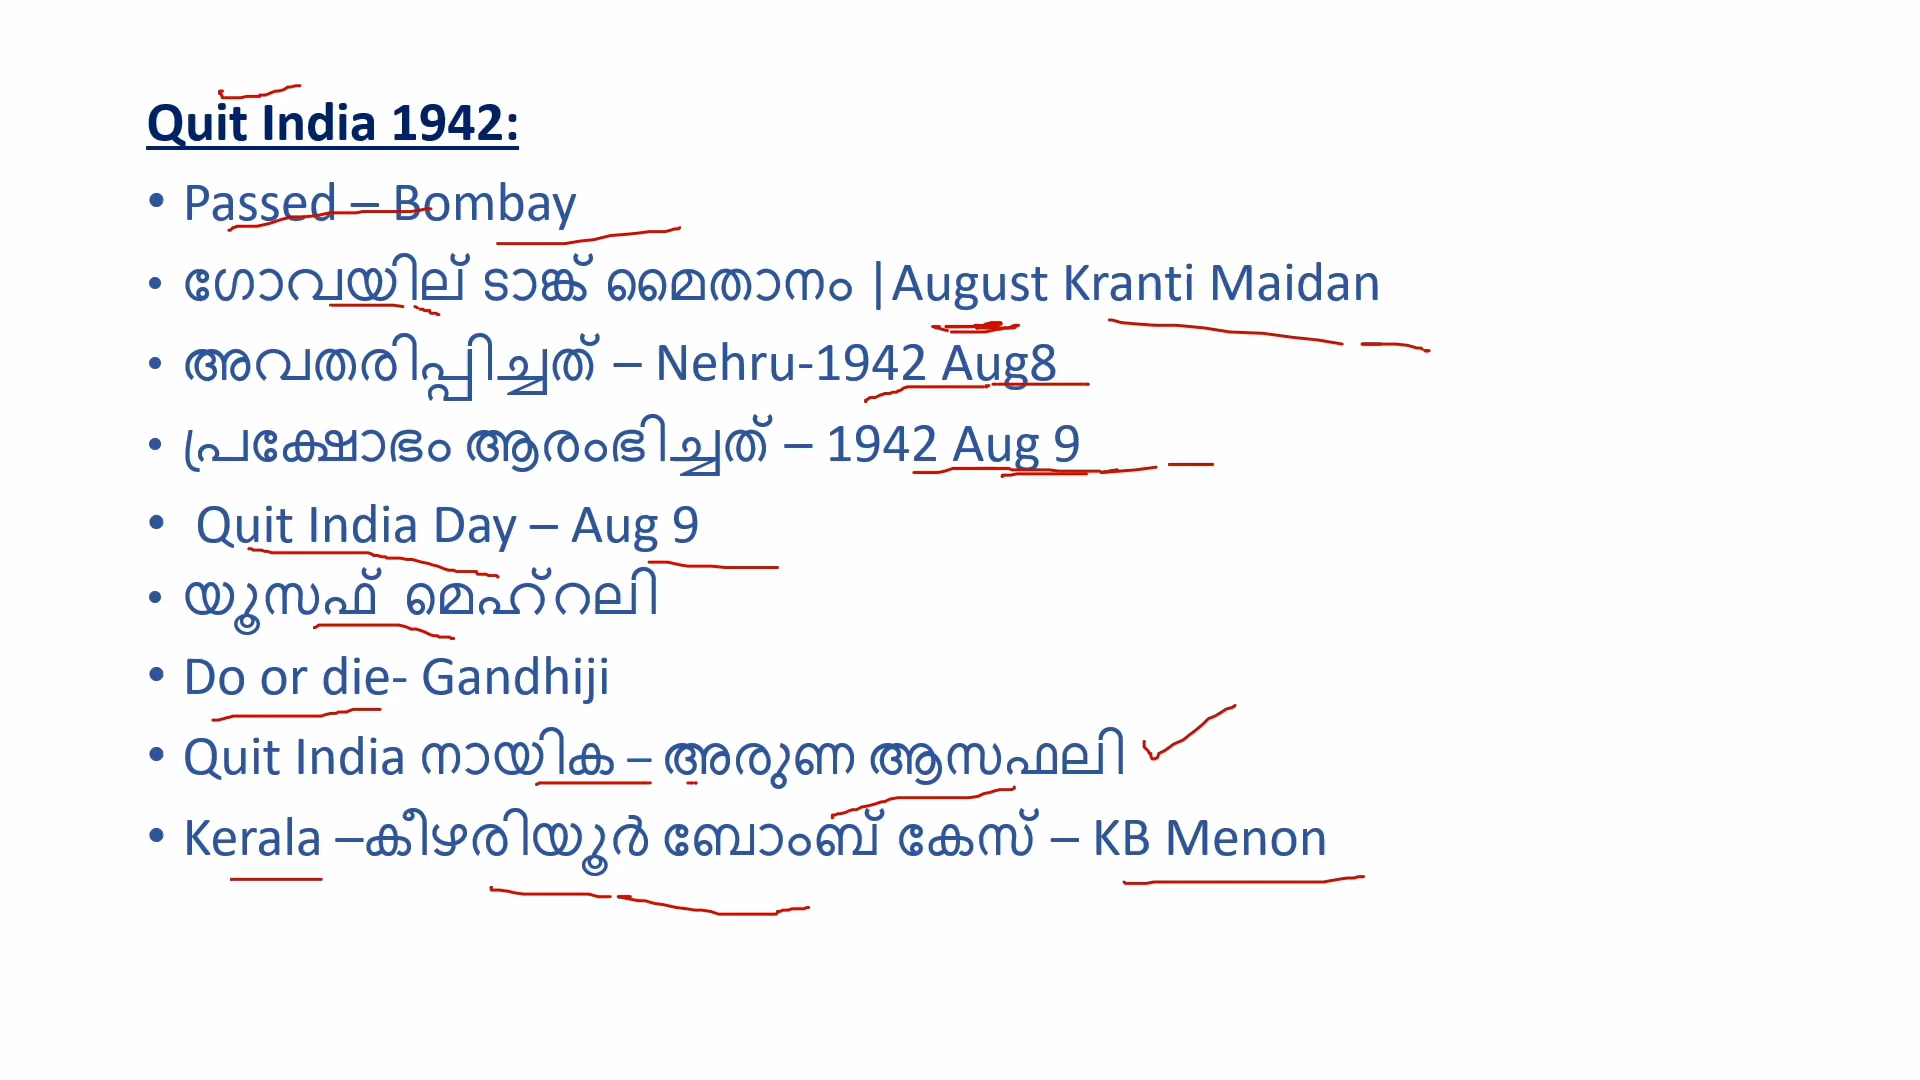 Quit India 1942:
• Passed – Bombay
• ഗോവയില് ടാങ്ക് മൈതാനം |August Kranti Maidan
• അവതരിപ്പിച്ചത് – Nehru-1942 Aug8
• പ്രക്ഷോഭം ആരംഭിച്ചത് – 1942 Aug 9
• Quit India Day – Aug 9
• യൂസഫ് മെഹ്റലി
• Do or die- Gandhiji
• Quit India നായിക – അരുണ ആസഫലി
• Kerala –കീഴരിയൂർ ബോംബ് കേസ് – KB Menon